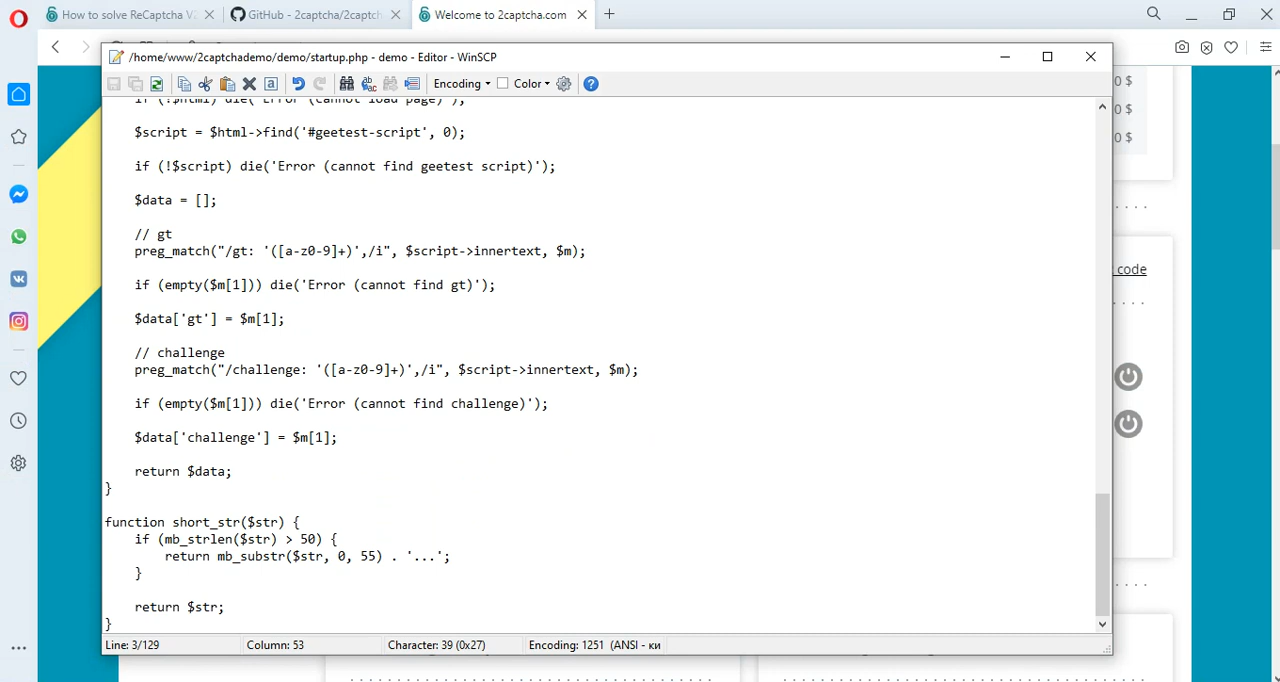 How to solve ReCaptcha V2
GitHub - 2captcha/2captch
Welcome to 2captcha.com
/home/www/2captchademo/demo/startup.php - demo - Editor - WinSCP
Encoding
Color
if (!$html) die('Error (cannot load page)');
$script = $html->find('#geetest-script', 0);
if (!$script) die('Error (cannot find geetest script)');
$data = [];
// gt
preg_match("/gt: '([a-z0-9]+)',/i", $script->innertext, $m);
if (empty($m[1])) die('Error (cannot find gt)');
$data['gt'] = $m[1];
// challenge
preg_match("/challenge: '([a-z0-9]+)',/i", $script->innertext, $m);
if (empty($m[1])) die('Error (cannot find challenge)');
$data['challenge'] = $m[1];
return $data;
}
function short_str($str) {
if (mb_strlen($str) > 50) {
return mb_substr($str, 0, 55) . '...';
}
return $str;
}
Line: 3/129
Column: 53
Character: 39 (0x27)
Encoding: 1251 (ANSI - ки
0 $
0 $
0 $
code